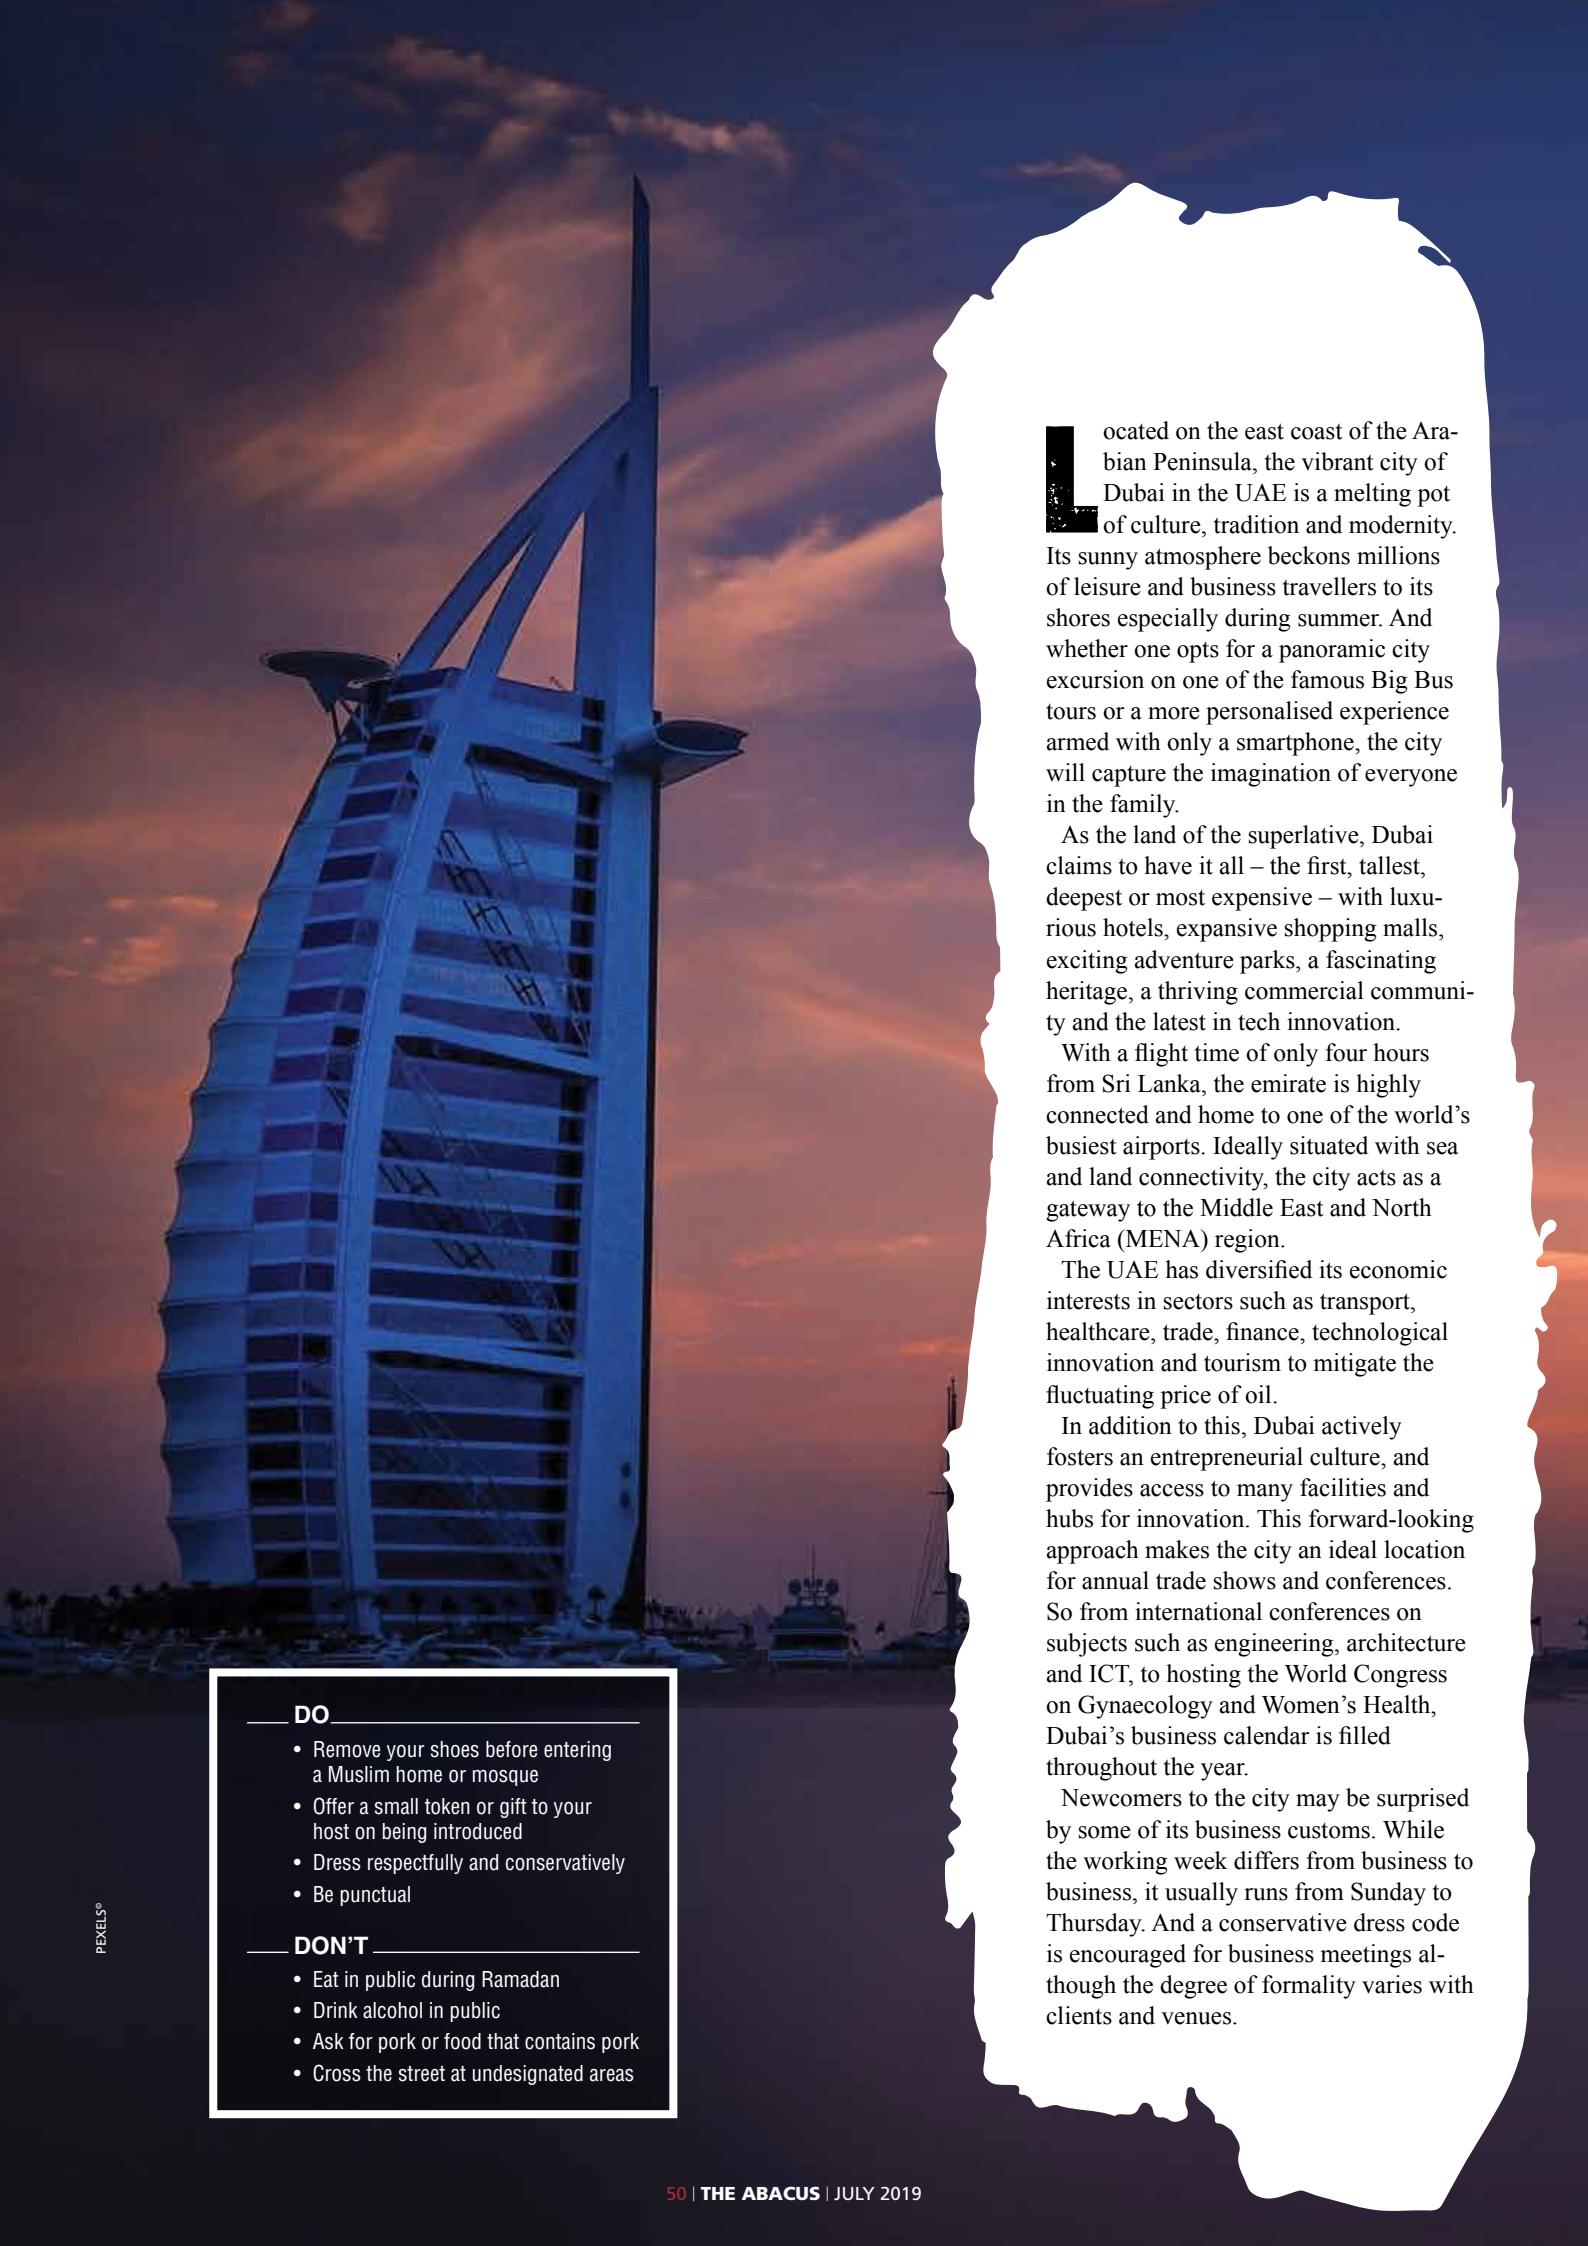 Located on the east coast of the Ara-
bian Peninsula, the vibrant city of
Dubai in the UAE is a melting pot
of culture, tradition and modernity.
Its sunny atmosphere beckons millions
of leisure and business travellers to its
shores especially during summer. And
whether one opts for a panoramic city
excursion on one of the famous Big Bus
tours or a more personalised experience
armed with only a smartphone, the city
will capture the imagination of everyone
in the family.
As the land of the superlative, Dubai
claims to have it all – the first, tallest,
deepest or most expensive – with luxu-
rious hotels, expansive shopping malls,
exciting adventure parks, a fascinating
heritage, a thriving commercial communi-
ty and the latest in tech innovation.
With a flight time of only four hours
from Sri Lanka, the emirate is highly
connected and home to one of the world’s
busiest airports. Ideally situated with sea
and land connectivity, the city acts as a
gateway to the Middle East and North
Africa (MENA) region.
The UAE has diversified its economic
interests in sectors such as transport,
healthcare, trade, finance, technological
innovation and tourism to mitigate the
fluctuating price of oil.
In addition to this, Dubai actively
fosters an entrepreneurial culture, and
provides access to many facilities and
hubs for innovation. This forward-looking
approach makes the city an ideal location
for annual trade shows and conferences.
So from international conferences on
subjects such as engineering, architecture
and ICT, to hosting the World Congress
on Gynaecology and Women’s Health,
Dubai’s business calendar is filled
throughout the year.
Newcomers to the city may be surprised
by some of its business customs. While
the working week differs from business to
business, it usually runs from Sunday to
Thursday. And a conservative dress code
is encouraged for business meetings al-
though the degree of formality varies with
clients and venues.
DO
• Remove your shoes before entering
a Muslim home or mosque
• Offer a small token or gift to your
host on being introduced
• Dress respectfully and conservatively
• Be punctual
DON’T
• Eat in public during Ramadan
• Drink alcohol in public
• Ask for pork or food that contains pork
• Cross the street at undesignated areas
PEXELS®
50 | THE ABACUS | JULY 2019